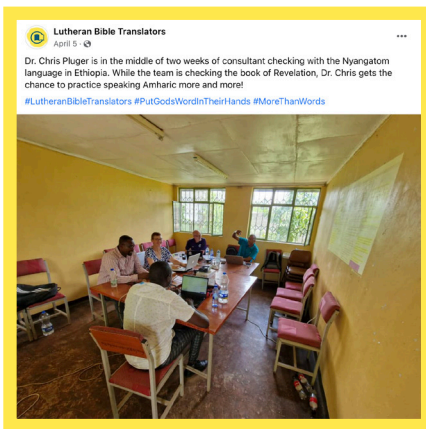 Lutheran Bible Translators
April 5 ·
Dr. Chris Pluger is in the middle of two weeks of consultant checking with the Nyangatom
language in Ethiopia. While the team is checking the book of Revelation, Dr. Chris gets the
chance to practice speaking Amharic more and more!
#LutheranBibleTranslators #PutGodsWordInTheirHands #MoreThanWords